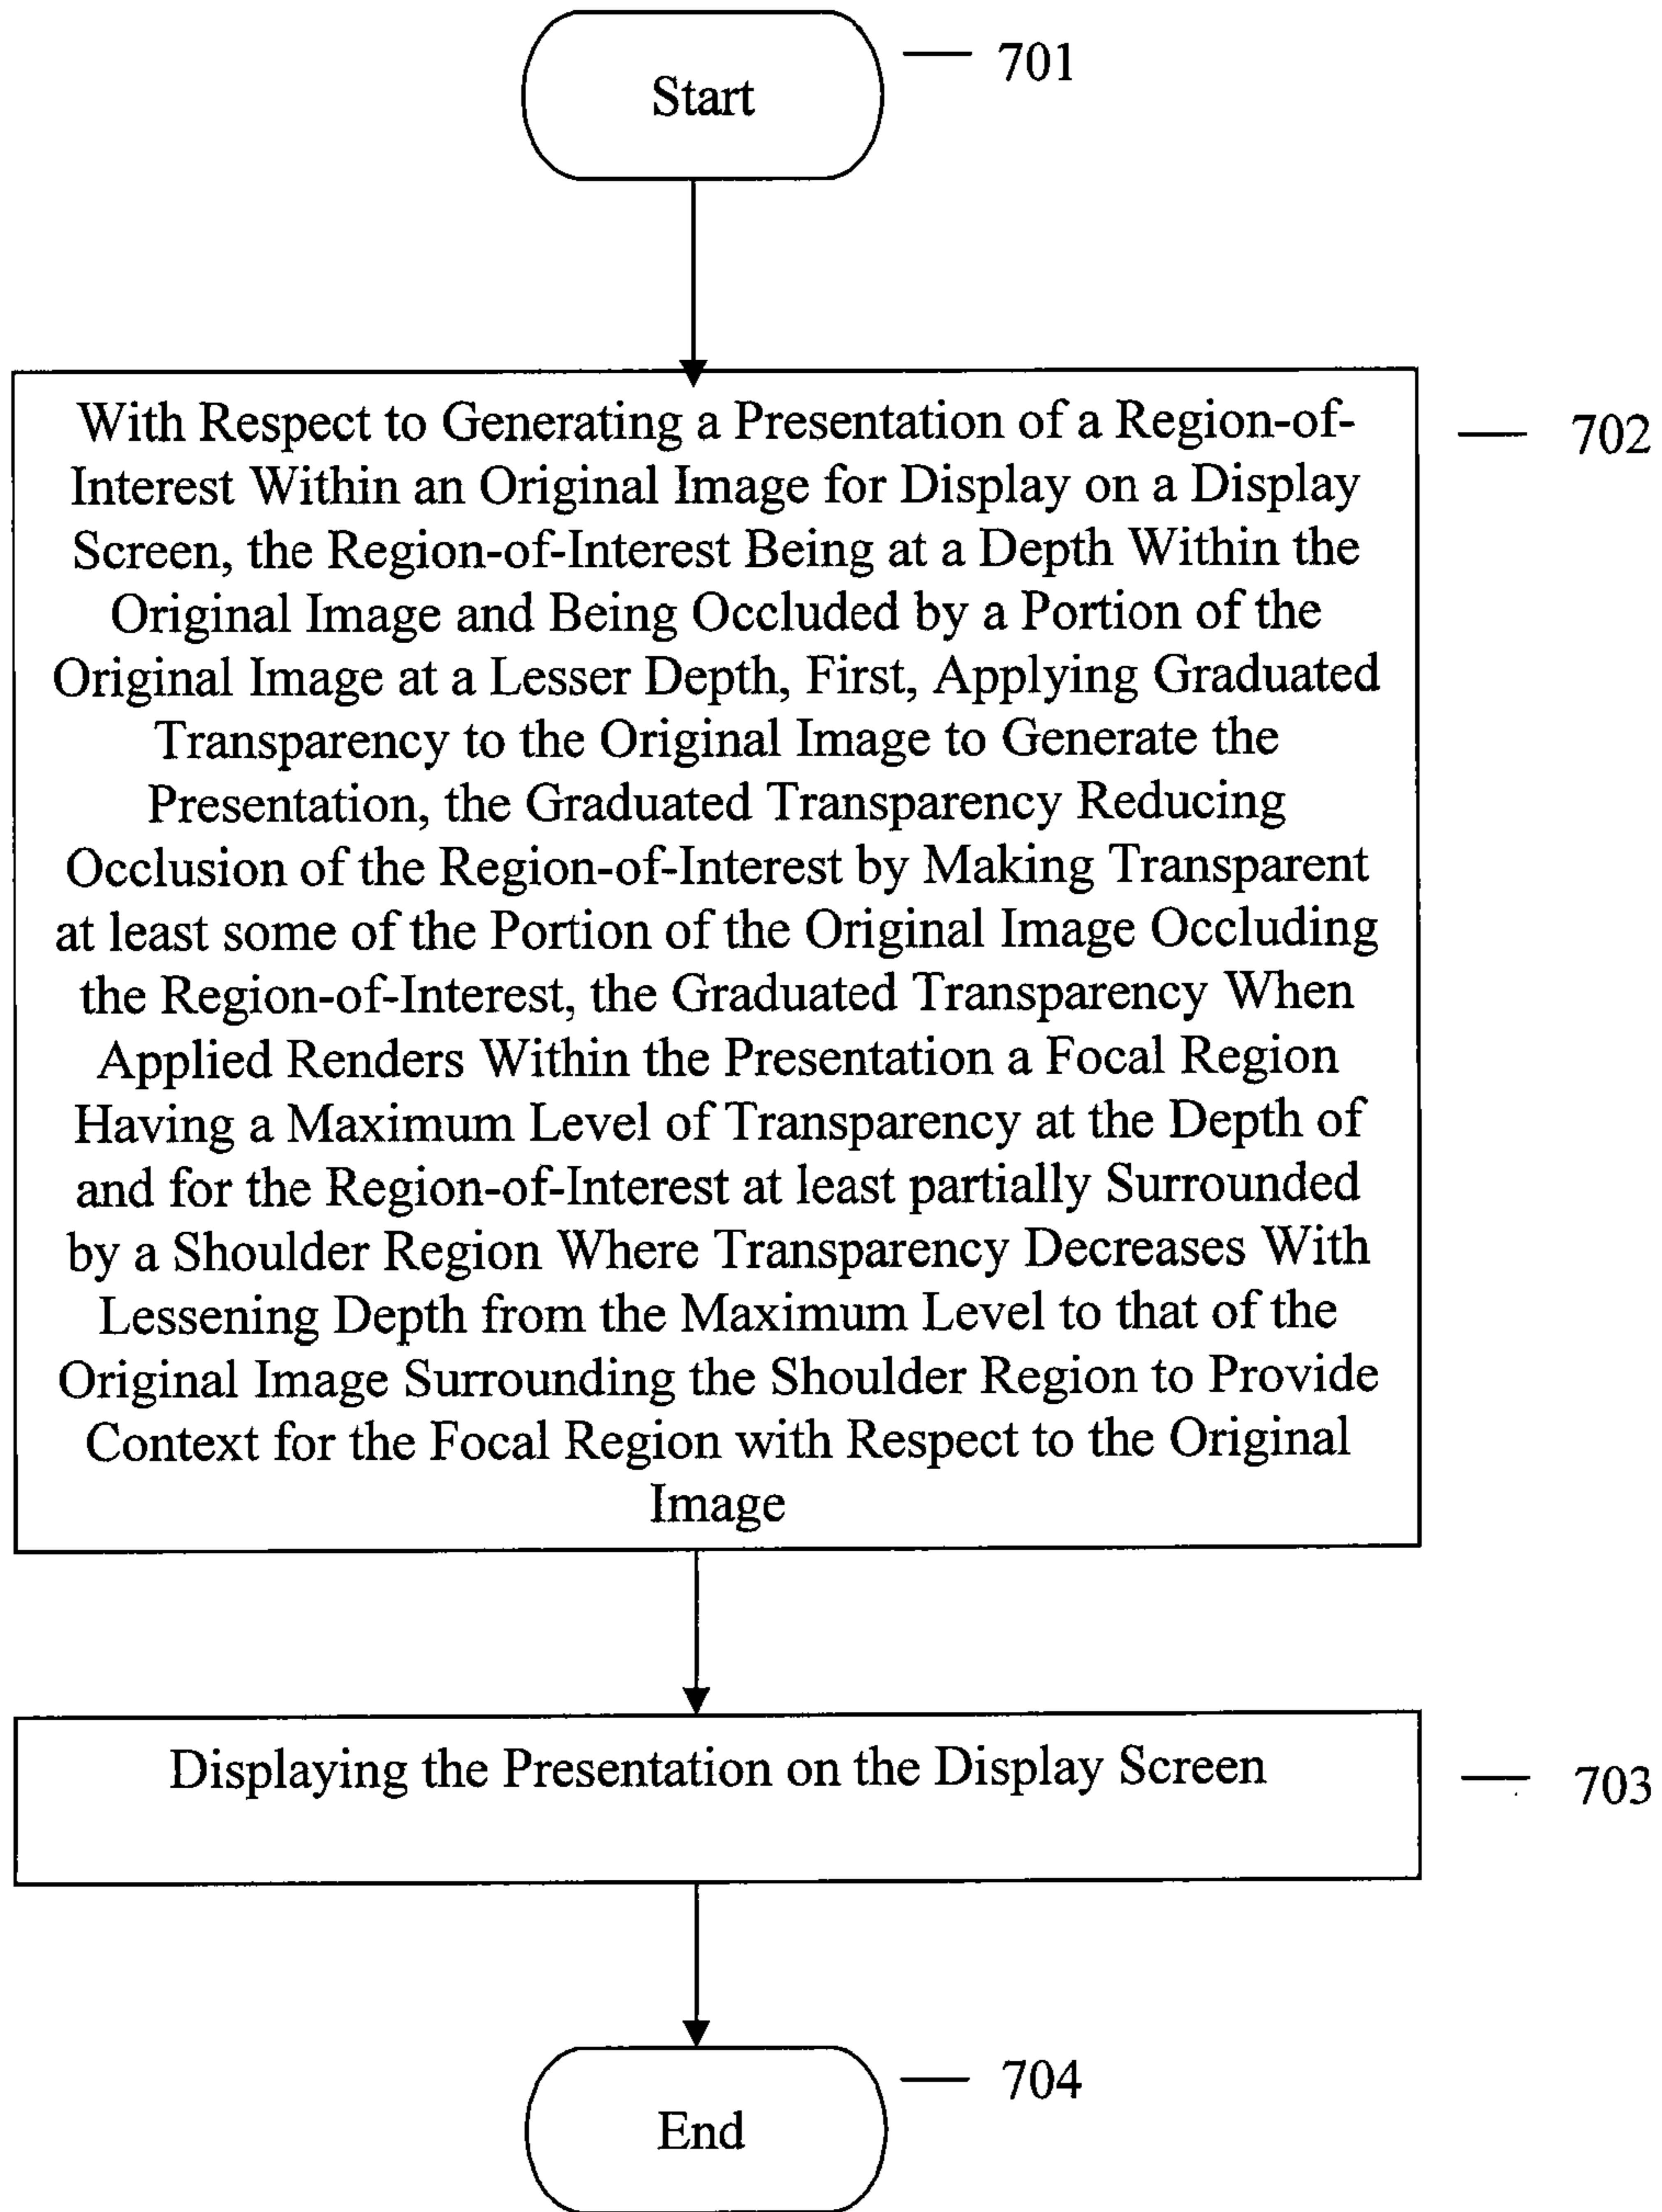 Start
701
With Respect to Generating a Presentation of a Region-of-
702
Interest Within an Original Image for Display on a Display
Screen, the Region-of-Interest Being at a Depth Within the
Original Image and Being Occluded by a Portion of the
Original Image at a Lesser Depth, First, Applying Graduated
Transparency to the Original Image to Generate the
Presentation, the Graduated Transparency Reducing
Occlusion of the Region-of-Interest by Making Transparent
at least some of the Portion of the Original Image Occluding
the Region-of-Interest, the Graduated Transparency When
Applied Renders Within the Presentation a Focal Region
Having a Maximum Level of Transparency at the Depth of
and for the Region-of-Interest at least partially Surrounded
by a Shoulder Region Where Transparency Decreases With
Lessening Depth from the Maximum Level to that of the
Original Image Surrounding the Shoulder Region to Provide
Context for the Focal Region with Respect to the Original
Image
Displaying the Presentation on the Display Screen
703
End
704